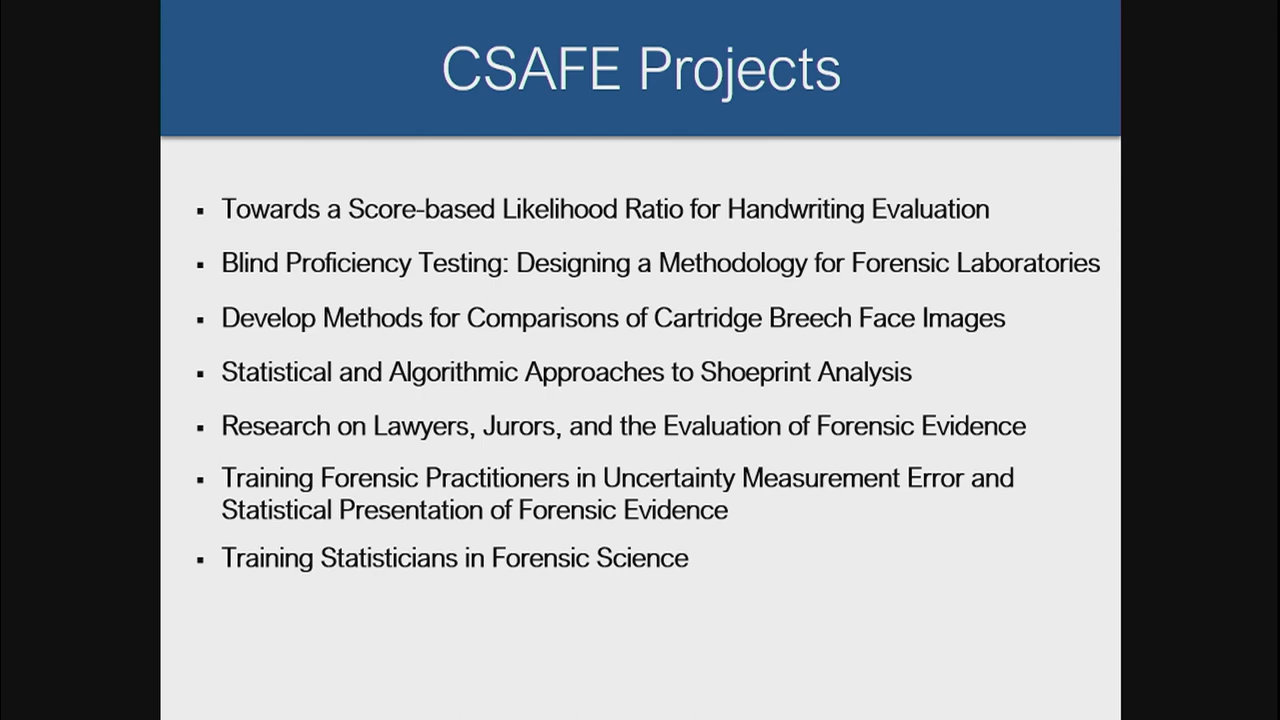 CSAFE Projects
▪ Towards a Score-based Likelihood Ratio for Handwriting Evaluation
▪ Blind Proficiency Testing: Designing a Methodology for Forensic Laboratories
▪ Develop Methods for Comparisons of Cartridge Breech Face Images
▪ Statistical and Algorithmic Approaches to Shoeprint Analysis
▪ Research on Lawyers, Jurors, and the Evaluation of Forensic Evidence
▪ Training Forensic Practitioners in Uncertainty Measurement Error and
Statistical Presentation of Forensic Evidence
▪ Training Statisticians in Forensic Science